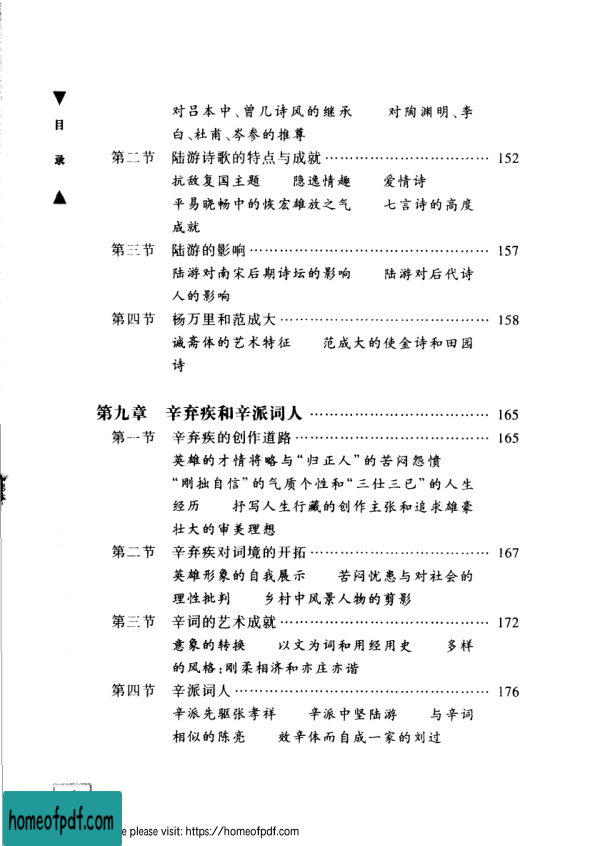 ▼
目
录
▲
对吕本中、曾几诗风的继承 对陶渊明、李
白、杜甫、岑参的推尊
第二节 陆游诗歌的特点与成就 …………………………… 152
抗敌复国主题 隐逸情趣 爱情诗
平易晓畅中的恢宏雄放之气 七言诗的高度
成就
第三节 陆游的影响 …………………………………………… 157
陆游对南宋后期诗坛的影响 陆游对后代诗
人的影响
第四节 杨万里和范成大 ……………………………………… 158
诚斋体的艺术特征 范成大的使金诗和田园
诗
第九章 辛弃疾和辛派词人 ………………………………… 165
第一节 辛弃疾的创作道路 …………………………………… 165
英雄的才情将略与“归正人”的苦闷怨愤
“刚拙自信”的气质个性和“三仕三已”的人生
经历 抒写人生行藏的创作主张和追求雄豪
壮大的审美理想
第二节 辛弃疾对词境的开拓 ………………………………… 167
英雄形象的自我展示 苦闷忧患与对社会的
理性批判 乡村中风景人物的剪影
第三节 辛词的艺术成就 ……………………………………… 172
意象的转换 以文为词和用经用史 多样
的风格:刚柔相济和亦庄亦谐
第四节 辛派词人 ……………………………………………… 176
辛派先驱张孝祥 辛派中坚陆游 与辛词
相似的陈亮 效辛体而自成一家的刘过
homeofpdf.com
e please visit: https://homeofpdf.com